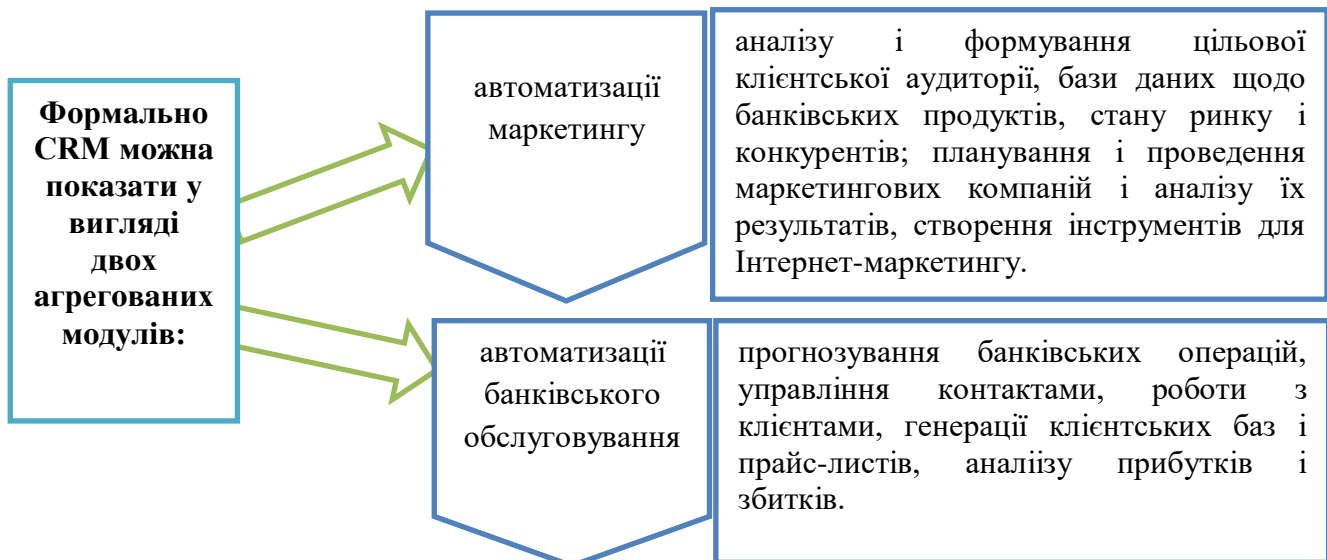 Формально
CRM можна
показати у
вигляді
двох
агрегованих
модулів:
автоматизації
маркетингу
аналізу і формування цільової
клієнтської аудиторії, бази даних щодо
банківських продуктів, стану ринку і
конкурентів; планування і проведення
маркетингових компаній і аналізу їх
результатів, створення інструментів для
Інтернет-маркетингу.
автоматизації
банківського
обслуговування
прогнозування банківських операцій,
управління контактами, роботи з
клієнтами, генерації клієнтських баз і
прайс-листів, аналіізу прибутків і
збитків.